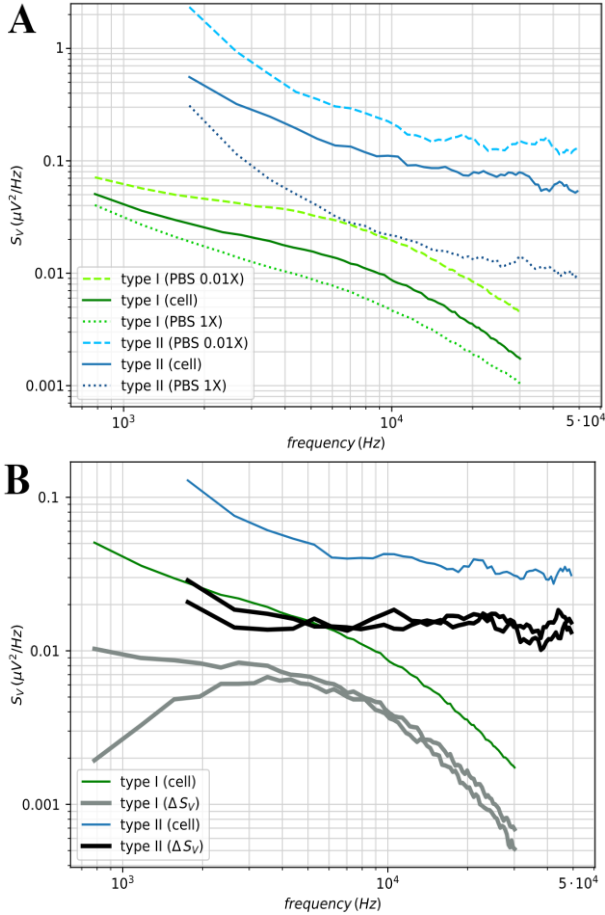 A
1
0.1
0.01
0.001
S_V (μV²/Hz)
type I (PBS 0.01X)
type I (cell)
type I (PBS 1X)
type II (PBS 0.01X)
type II (cell)
type II (PBS 1X)
10³
10⁴
5·10⁴
frequency (Hz)
B
0.1
0.01
0.001
S_V (μV²/Hz)
type I (cell)
type I (Δ S_V)
type II (cell)
type II (Δ S_V)
10³
10⁴
5·10⁴
frequency (Hz)